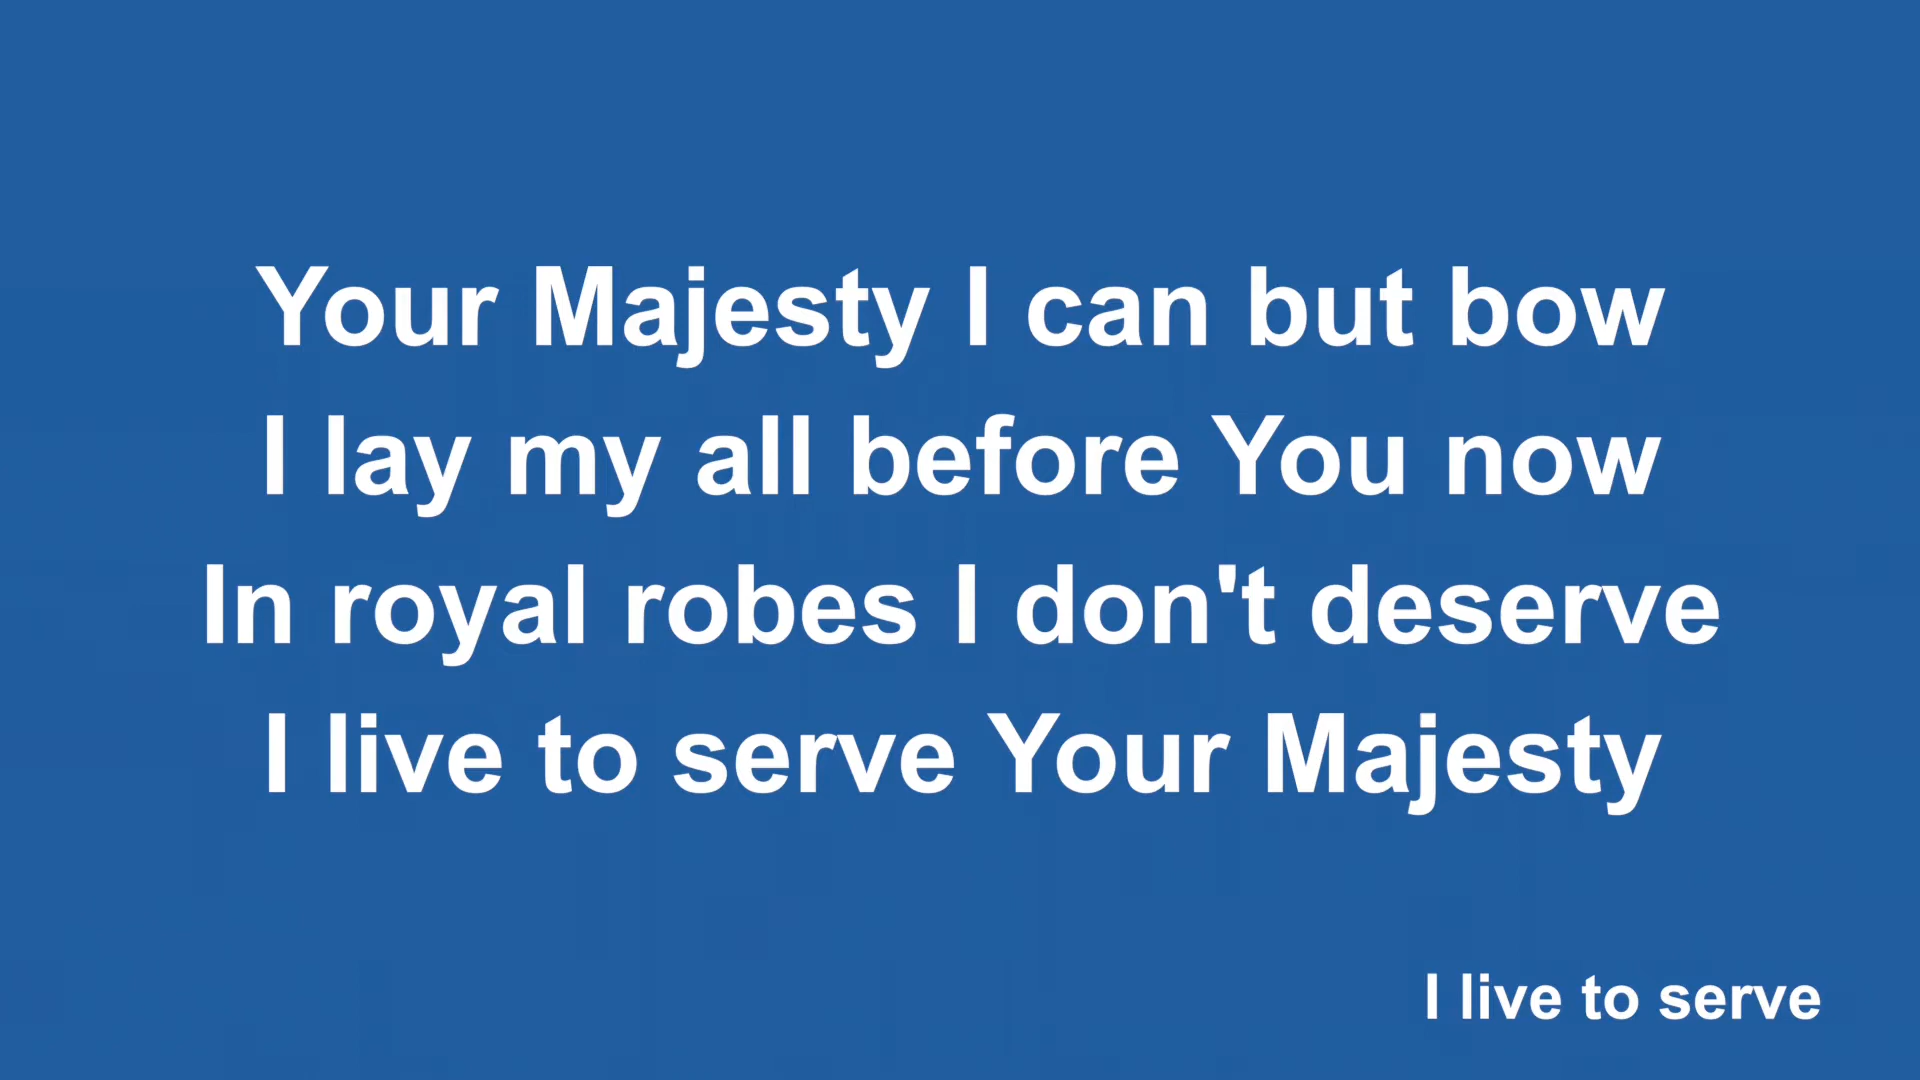 Your Majesty I can but bow
I lay my all before You now
In royal robes I don't deserve
I live to serve Your Majesty
I live to serve